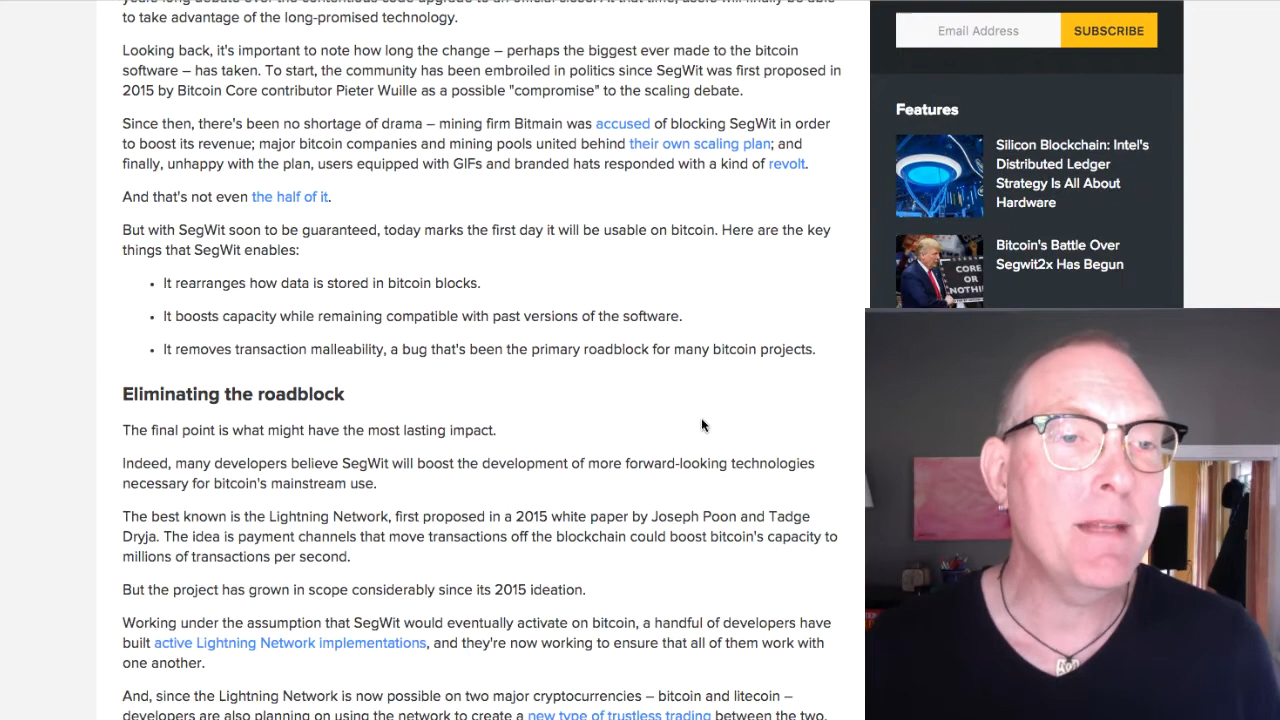 to take advantage of the long-promised technology.
Looking back, it's important to note how long the change – perhaps the biggest ever made to the bitcoin
software – has taken. To start, the community has been embroiled in politics since SegWit was first proposed in
2015 by Bitcoin Core contributor Pieter Wuille as a possible "compromise" to the scaling debate.
Since then, there's been no shortage of drama – mining firm Bitmain was accused of blocking SegWit in order
to boost its revenue; major bitcoin companies and mining pools united behind their own scaling plan; and
finally, unhappy with the plan, users equipped with GIFs and branded hats responded with a kind of revolt.
And that's not even the half of it.
But with SegWit soon to be guaranteed, today marks the first day it will be usable on bitcoin. Here are the key
things that SegWit enables:
• It rearranges how data is stored in bitcoin blocks.
• It boosts capacity while remaining compatible with past versions of the software.
• It removes transaction malleability, a bug that's been the primary roadblock for many bitcoin projects.
Eliminating the roadblock
The final point is what might have the most lasting impact.
Indeed, many developers believe SegWit will boost the development of more forward-looking technologies
necessary for bitcoin's mainstream use.
The best known is the Lightning Network, first proposed in a 2015 white paper by Joseph Poon and Tadge
Dryja. The idea is payment channels that move transactions off the blockchain could boost bitcoin's capacity to
millions of transactions per second.
But the project has grown in scope considerably since its 2015 ideation.
Working under the assumption that SegWit would eventually activate on bitcoin, a handful of developers have
built active Lightning Network implementations, and they're now working to ensure that all of them work with
one another.
And, since the Lightning Network is now possible on two major cryptocurrencies – bitcoin and litecoin –
developers are also planning on using the network to create a new type of trustless trading between the two.
Email Address
SUBSCRIBE
Features
Silicon Blockchain: Intel's
Distributed Ledger
Strategy Is All About
Hardware
Bitcoin's Battle Over
Segwit2x Has Begun
CORE
OR
NOTHI